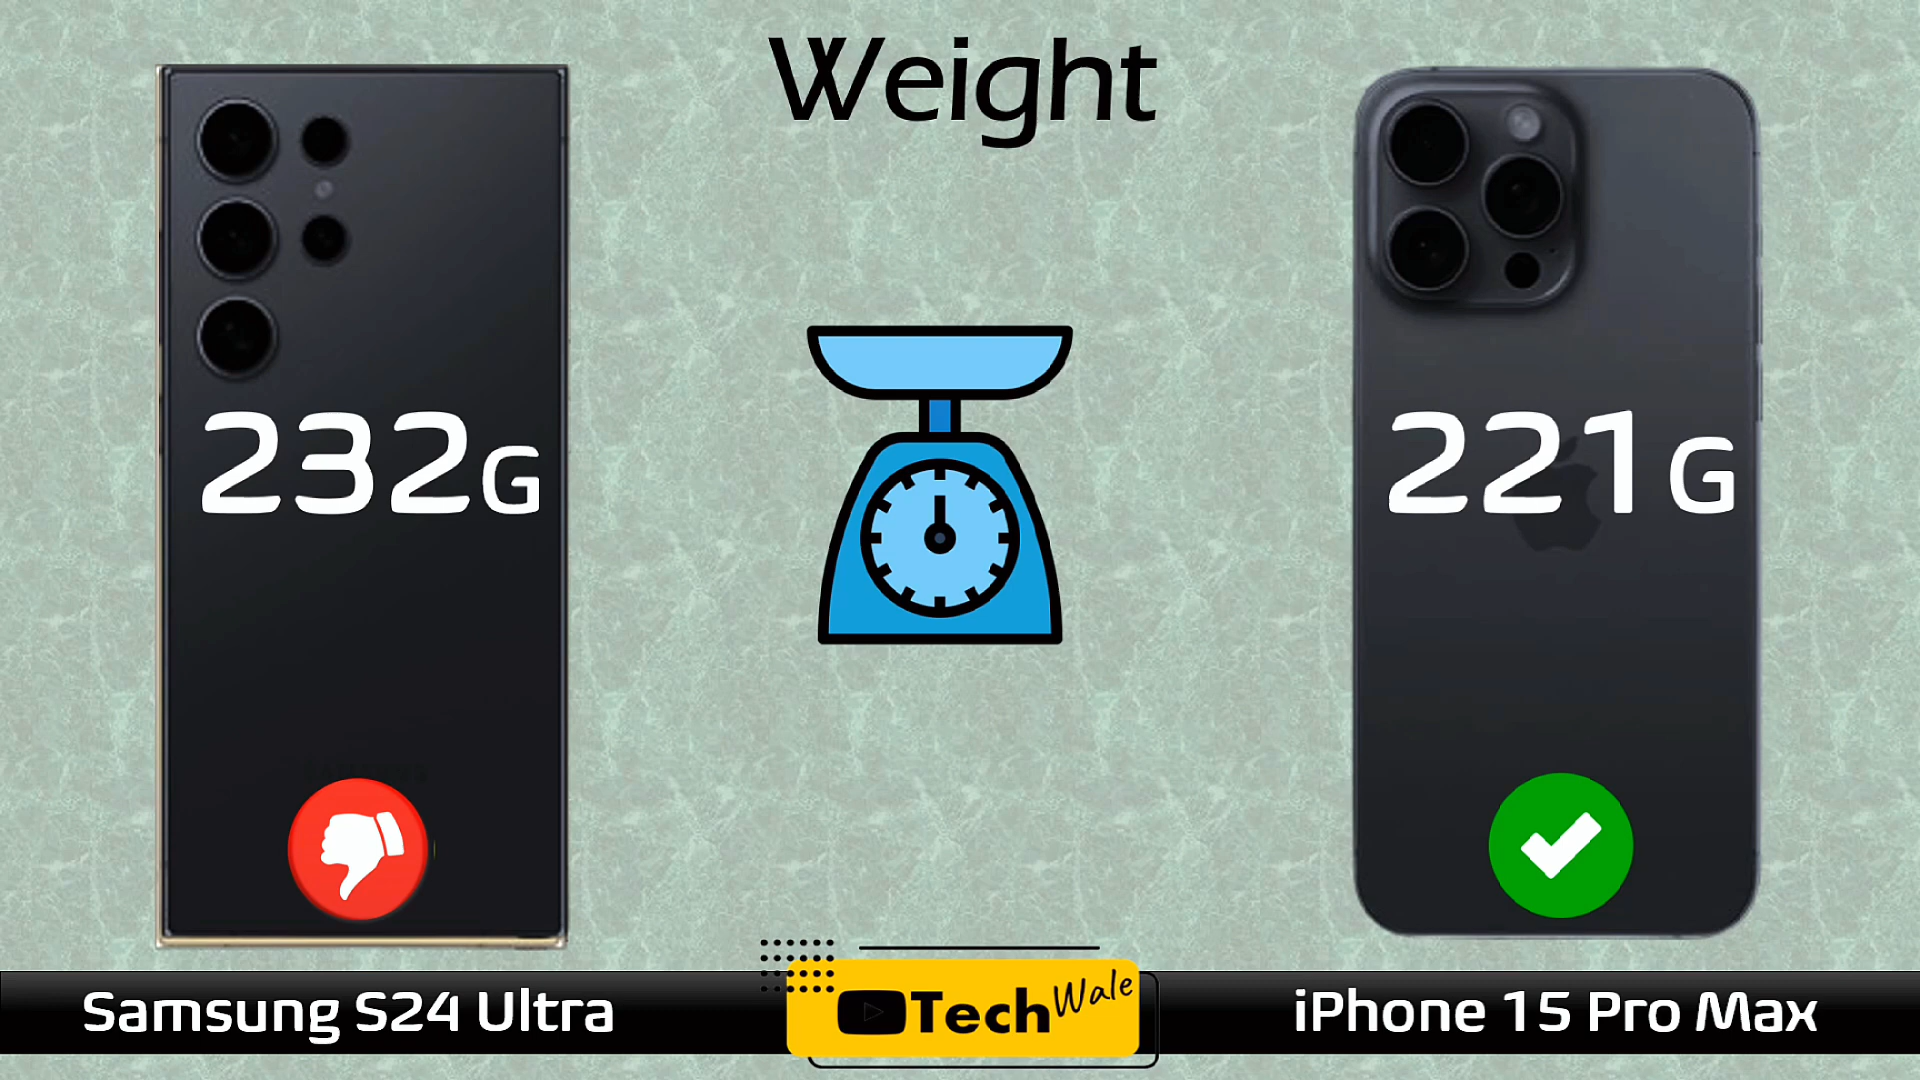 Weight
232G
221G
Samsung S24 Ultra
TechWale
iPhone 15 Pro Max